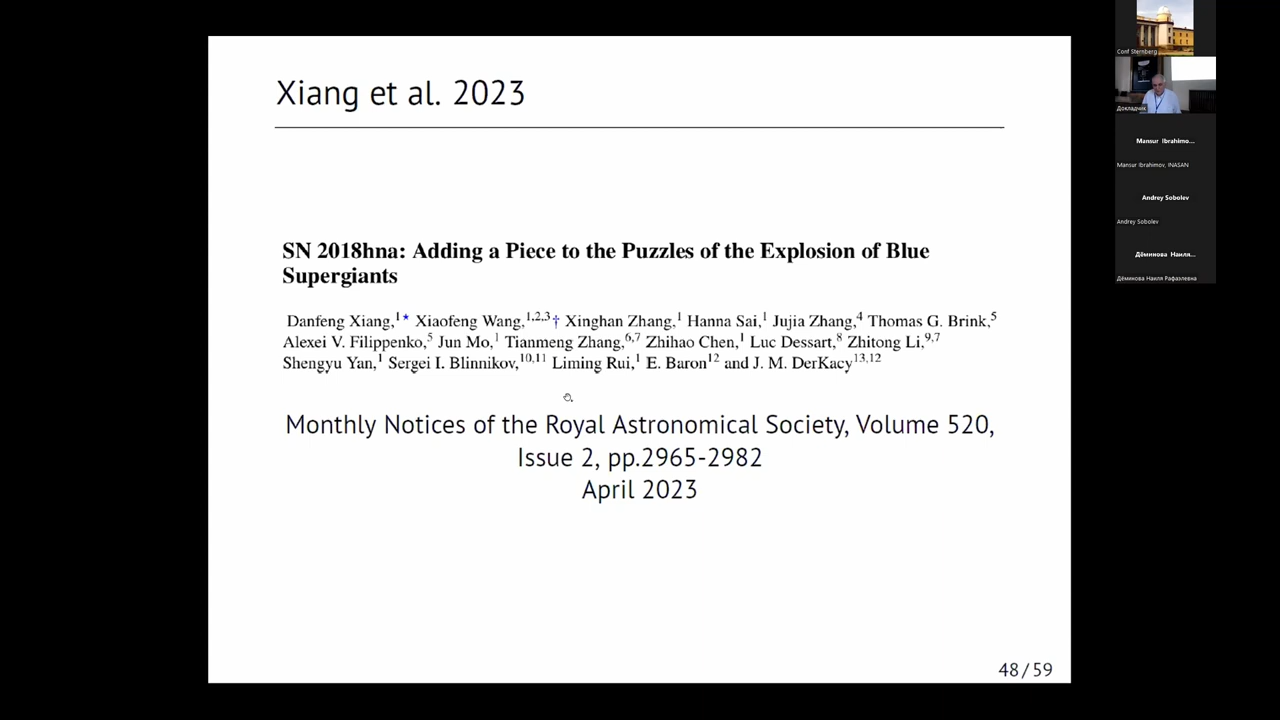 Xiang et al. 2023
SN 2018hna: Adding a Piece to the Puzzles of the Explosion of Blue
Supergiants
Danfeng Xiang,1★ Xiaofeng Wang,1,2,3† Xinghan Zhang,1 Hanna Sai,1 Jujia Zhang,4 Thomas G. Brink,5
Alexei V. Filippenko,5 Jun Mo,1 Tianmeng Zhang,6,7 Zhihao Chen,1 Luc Dessart,8 Zhitong Li,9,7
Shengyu Yan,1 Sergei I. Blinnikov,10,11 Liming Rui,1 E. Baron12 and J. M. DerKacy13,12
Monthly Notices of the Royal Astronomical Society, Volume 520,
Issue 2, pp.2965-2982
April 2023
48/59
Conf Sternberg
Докладчик
Mansur Ibrahimo...
Mansur Ibrahimov, INASAN
Andrey Sobolev
Andrey Sobolev
Дёминова Наиля...
Дёминова Наиля Рафаэлевна